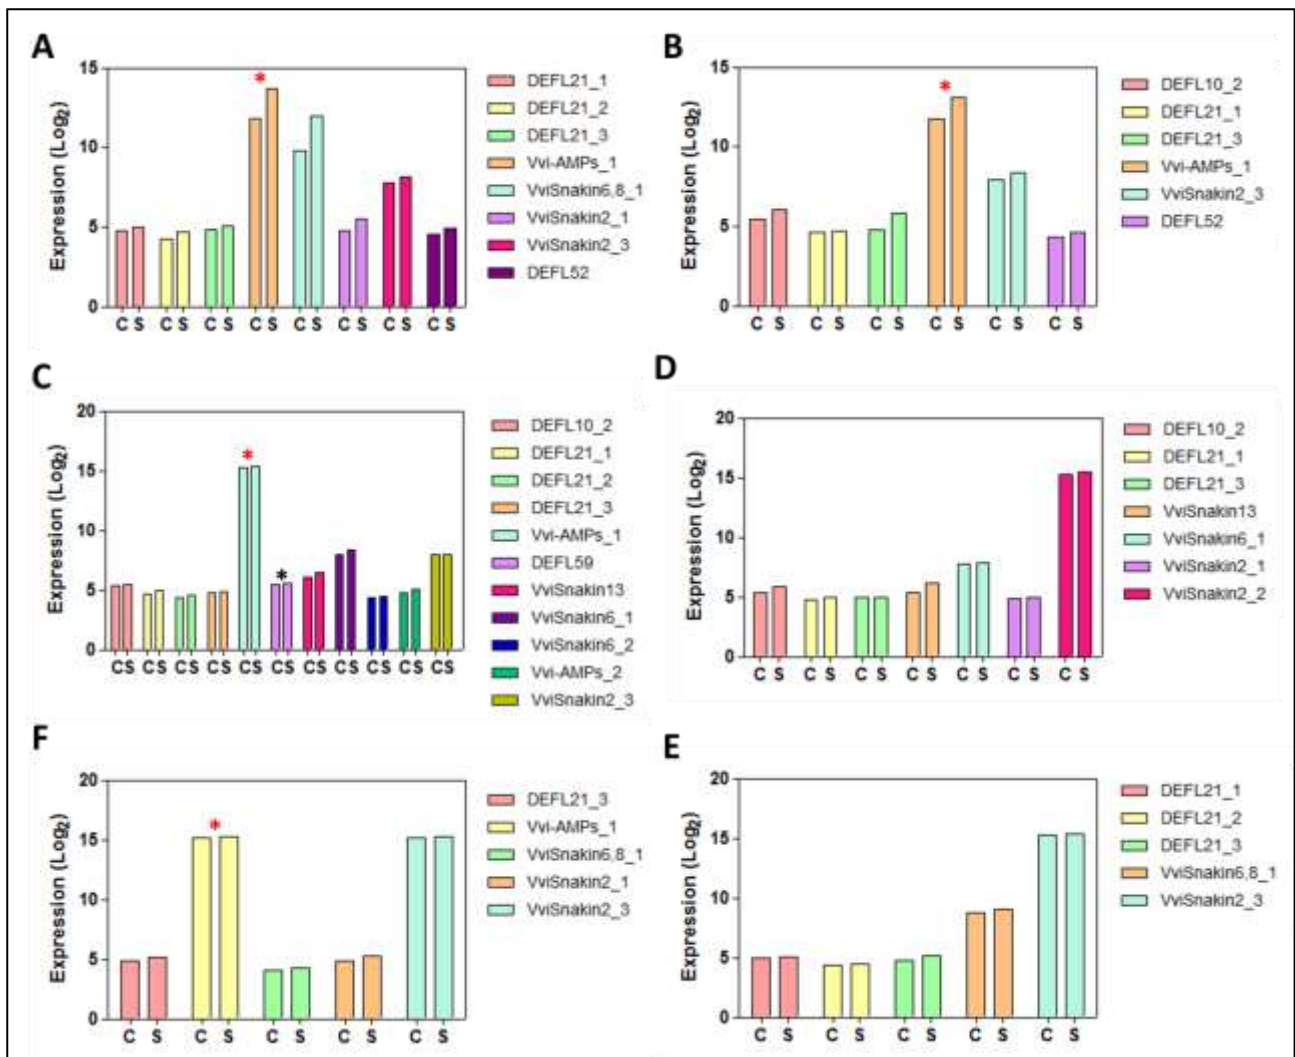 A
Expression (Log₂)
15
10
5
0
C S C S C S C S C S C S C S C S
DEFL21_1
DEFL21_2
DEFL21_3
Vvi-AMPs_1
VviSnakin6,8_1
VviSnakin2_1
VviSnakin2_3
DEFL52
*
B
Expression (Log₂)
15
10
5
0
C S C S C S C S C S C S
DEFL10_2
DEFL21_1
DEFL21_3
Vvi-AMPs_1
VviSnakin2_3
DEFL52
*
C
Expression (Log₂)
20
15
10
5
0
CS CS CS CS CS CS CS CS CS CS CS
DEFL10_2
DEFL21_1
DEFL21_2
DEFL21_3
Vvi-AMPs_1
DEFL59
VviSnakin13
VviSnakin6_1
VviSnakin6_2
Vvi-AMPs_2
VviSnakin2_3
*
*
D
Expression (Log₂)
20
15
10
5
0
C S C S C S C S C S C S C S
DEFL10_2
DEFL21_1
DEFL21_3
VviSnakin13
VviSnakin6_1
VviSnakin2_1
VviSnakin2_2
F
Expression (Log₂)
20
15
10
5
0
C S C S C S C S C S
DEFL21_3
Vvi-AMPs_1
VviSnakin6,8_1
VviSnakin2_1
VviSnakin2_3
*
E
Expression (Log₂)
20
15
10
5
0
C S C S C S C S C S
DEFL21_1
DEFL21_2
DEFL21_3
VviSnakin6,8_1
VviSnakin2_3